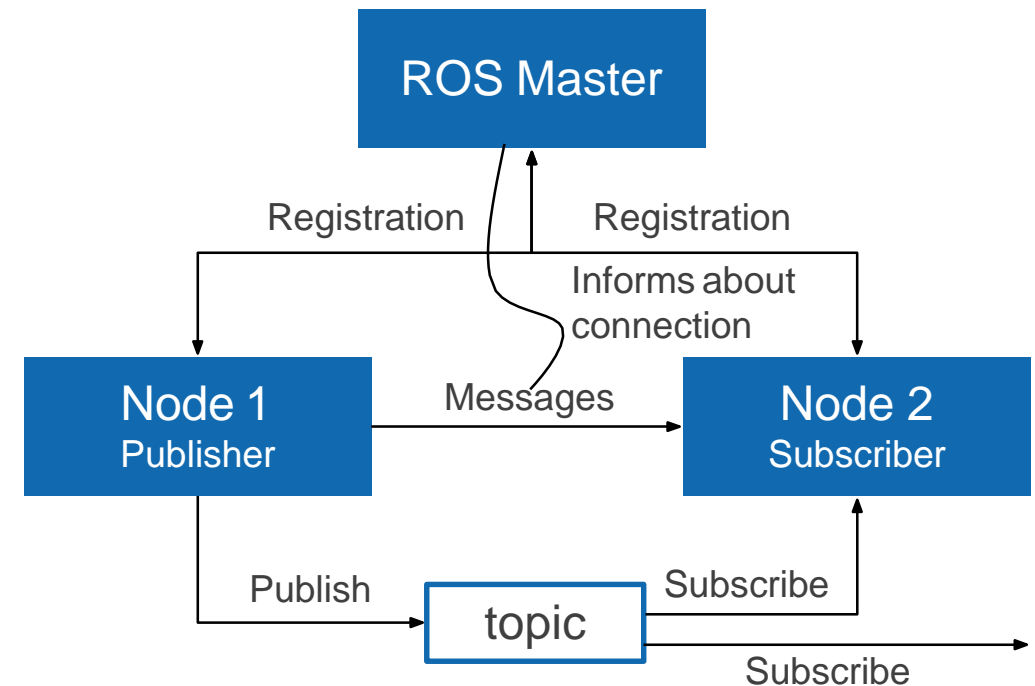 ROS Master
Registration
Registration
Informs about
connection
Node 1
Publisher
Messages
Node 2
Subscriber
Publish
topic
Subscribe
Subscribe